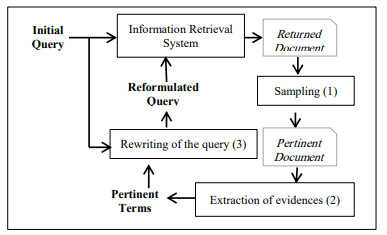 Initial
Query
Information Retrieval
System
Returned
Document
Sampling (1)
Reformulated
Query
Rewriting of the query (3)
Pertinent
Document
Pertinent
Terms
Extraction of evidences (2)